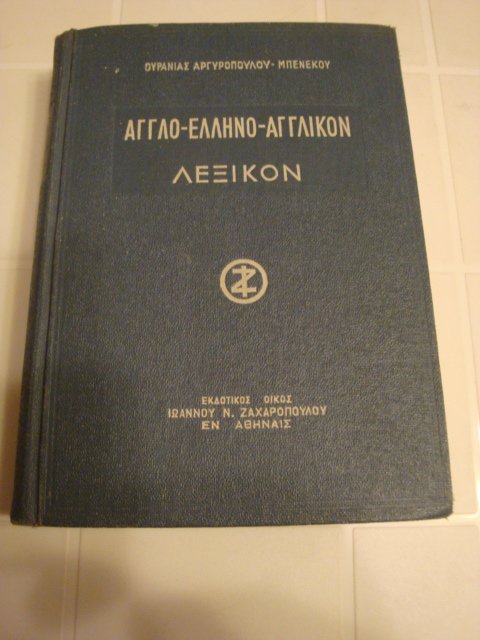 ΟΥΡΑΝΙΑΣ ΑΡΓΥΡΟΠΟΥΛΟΥ - ΜΠΕΝΕΚΟΥ
ΑΓΓΛΟ-ΕΛΛΗΝΟ-ΑΓΓΛΙΚΟΝ
ΛΕΞΙΚΟΝ
ΕΚΔΟΤΙΚΟΣ ΟΙΚΟΣ
ΙΩΑΝΝΟΥ Ν. ΖΑΧΑΡΟΠΟΥΛΟΥ
ΕΝ ΑΘΗΝΑΙΣ